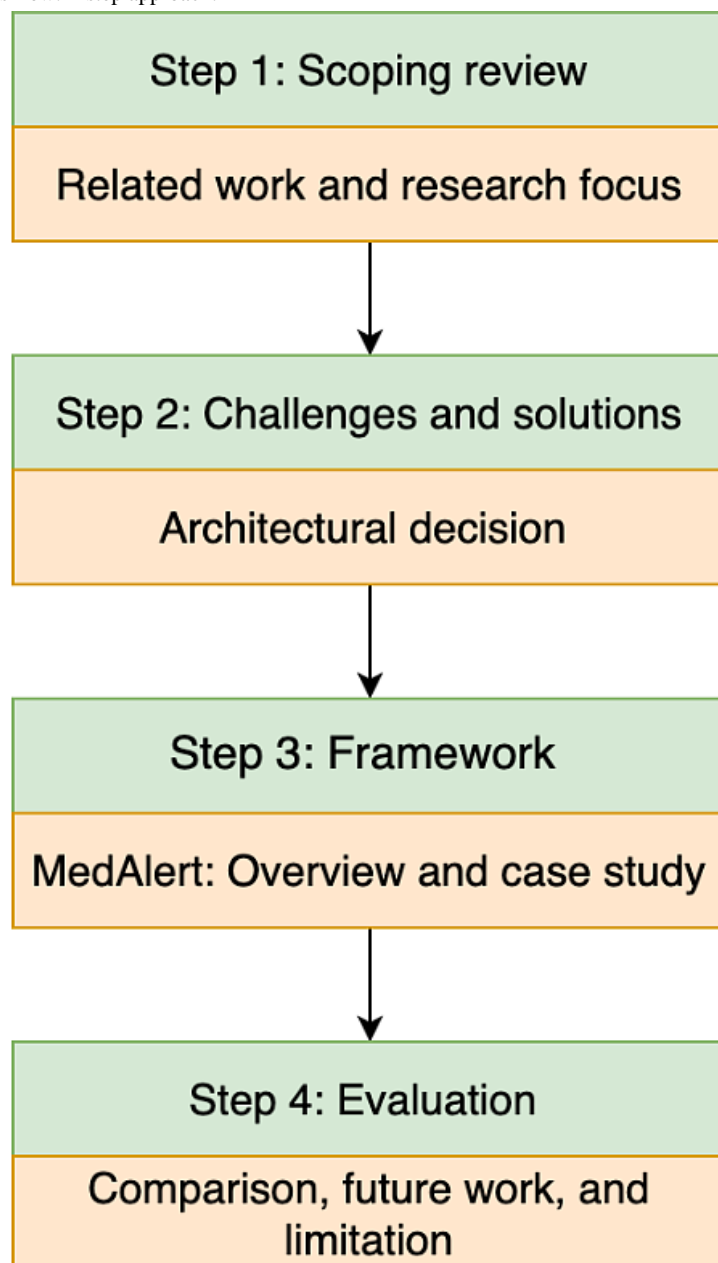 Step 1: Scoping review
Related work and research focus
Step 2: Challenges and solutions
Architectural decision
Step 3: Framework
MedAlert: Overview and case study
Step 4: Evaluation
Comparison, future work, and
limitation